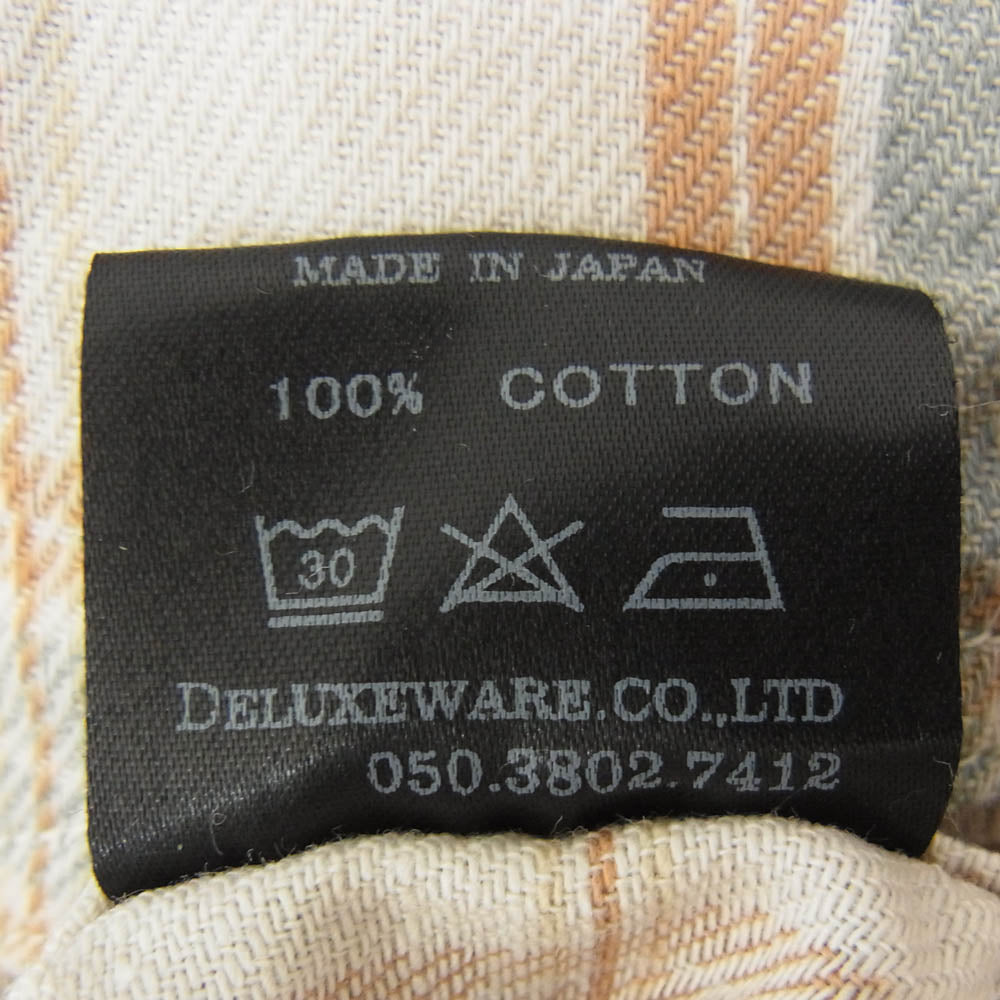 MADE IN JAPAN
100% COTTON
30
DELUXEWARE.CO.,LTD
050.3802.7412